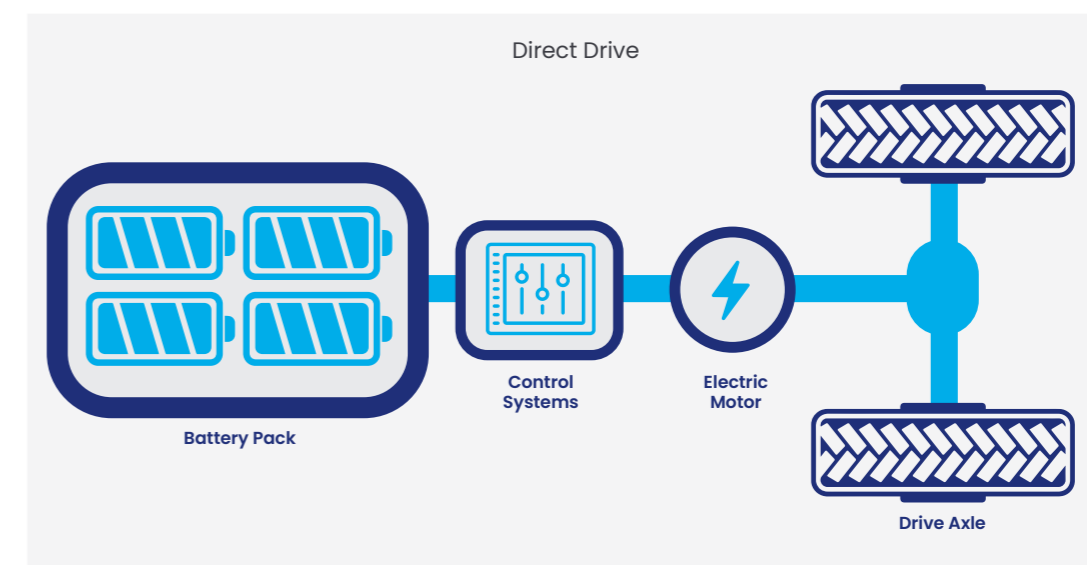 Direct Drive
Control
Systems
Electric
Motor
Battery Pack
Drive Axle